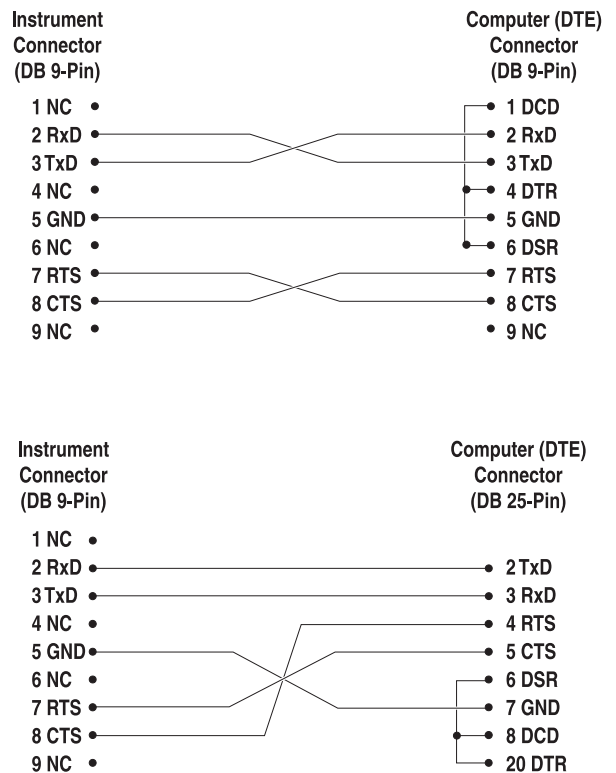 Instrument
Connector
(DB 9-Pin)
Computer (DTE)
Connector
(DB 9-Pin)
1 NC
1 DCD
2 RxD
2 RxD
3 TxD
3 TxD
4 NC
4 DTR
5 GND
5 GND
6 NC
6 DSR
7 RTS
7 RTS
8 CTS
8 CTS
9 NC
9 NC
Instrument
Connector
(DB 9-Pin)
Computer (DTE)
Connector
(DB 25-Pin)
1 NC
2 RxD
2 TxD
3 TxD
3 RxD
4 NC
4 RTS
5 GND
5 CTS
6 NC
6 DSR
7 RTS
7 GND
8 CTS
8 DCD
9 NC
20 DTR